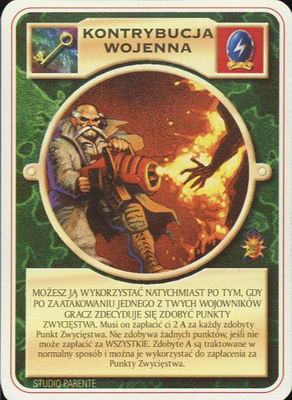 KONTRYBUCJA
WOJENNA
MOŻESZ JĄ WYKORZYSTAĆ NATYCHMIAST PO TYM, GDY
PO ZAATAKOWANIU JEDNEGO Z TWYCH WOJOWNIKÓW
GRACZ ZDECYDUJE SIĘ ZDOBYĆ PUNKTY
ZWYCIĘSTWA. Musi on zapłacić ci 2 A za każdy zdobyty
Punkt Zwycięstwa. Nie zdobywa żadnych punktów, jeśli nie
może zapłacić za WSZYSTKIE. Zdobyte A są traktowane w
normalny sposób i można je wykorzystać do zapłacenia za
Punkty Zwycięstwa.
STUDIO PARENTE